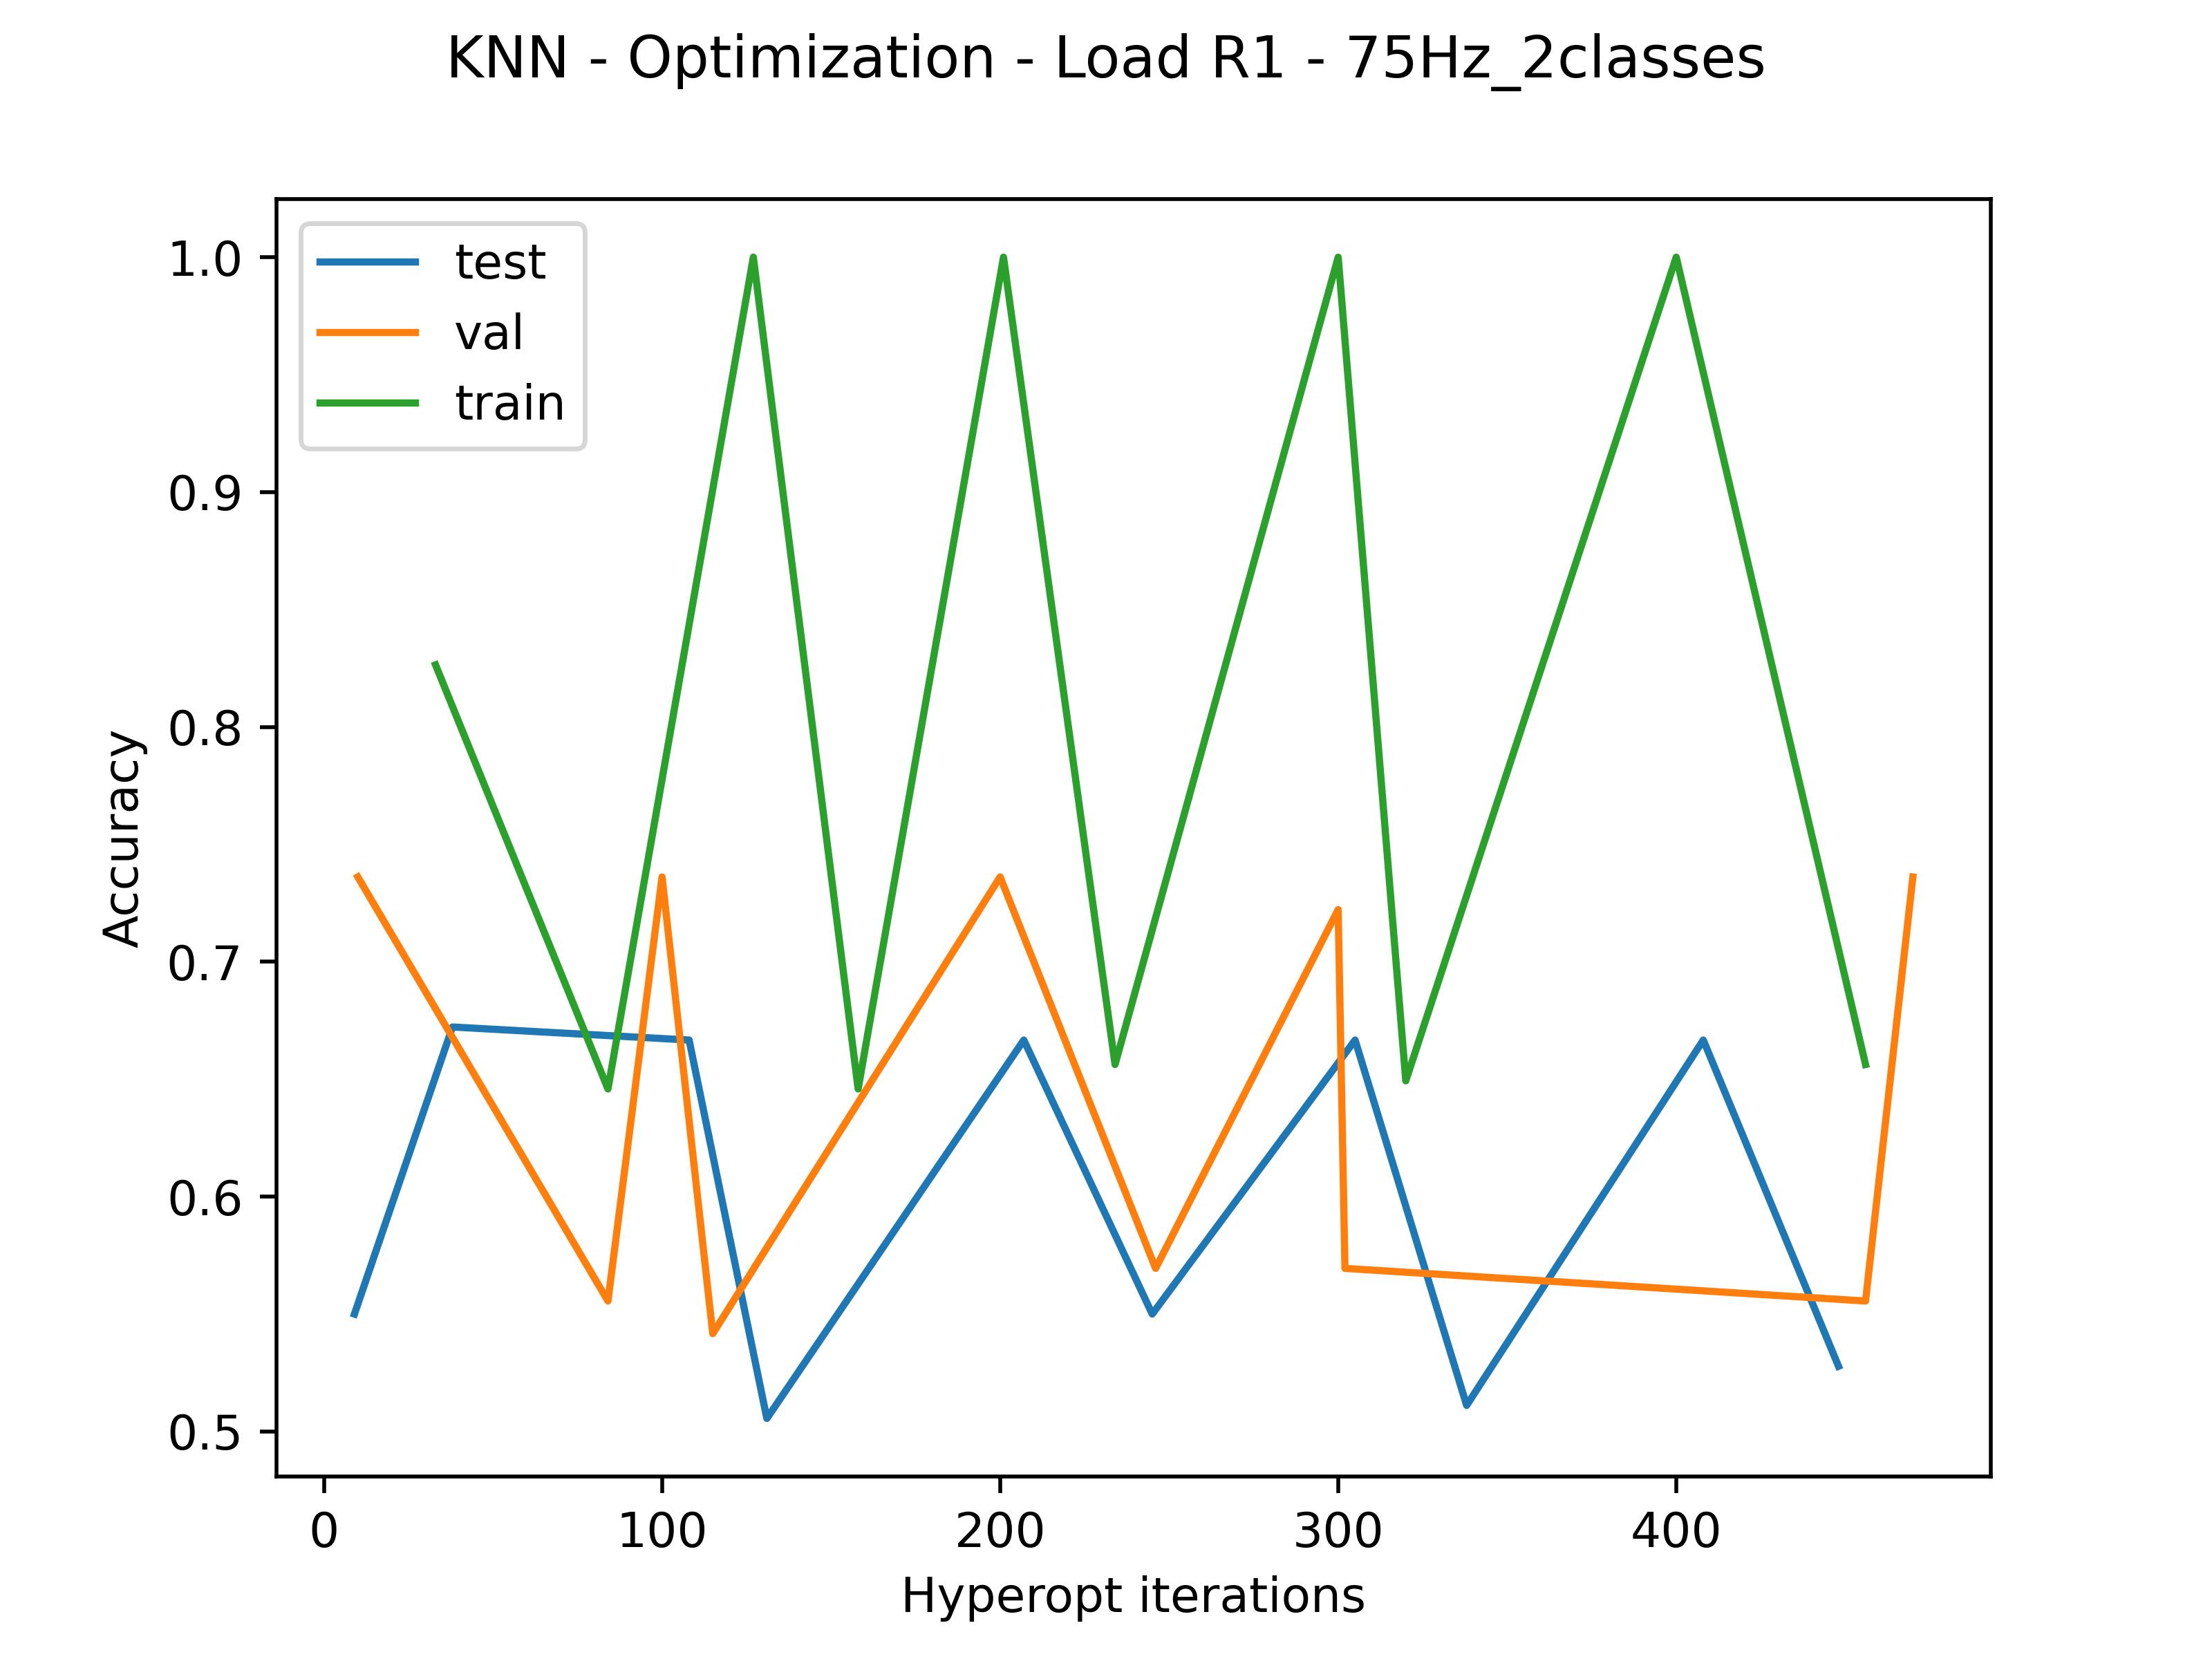 KNN - Optimization - Load R1 - 75Hz_2classes
test
val
train
1.0
0.9
0.8
0.7
0.6
0.5
Accuracy
0 100 200 300 400
Hyperopt iterations